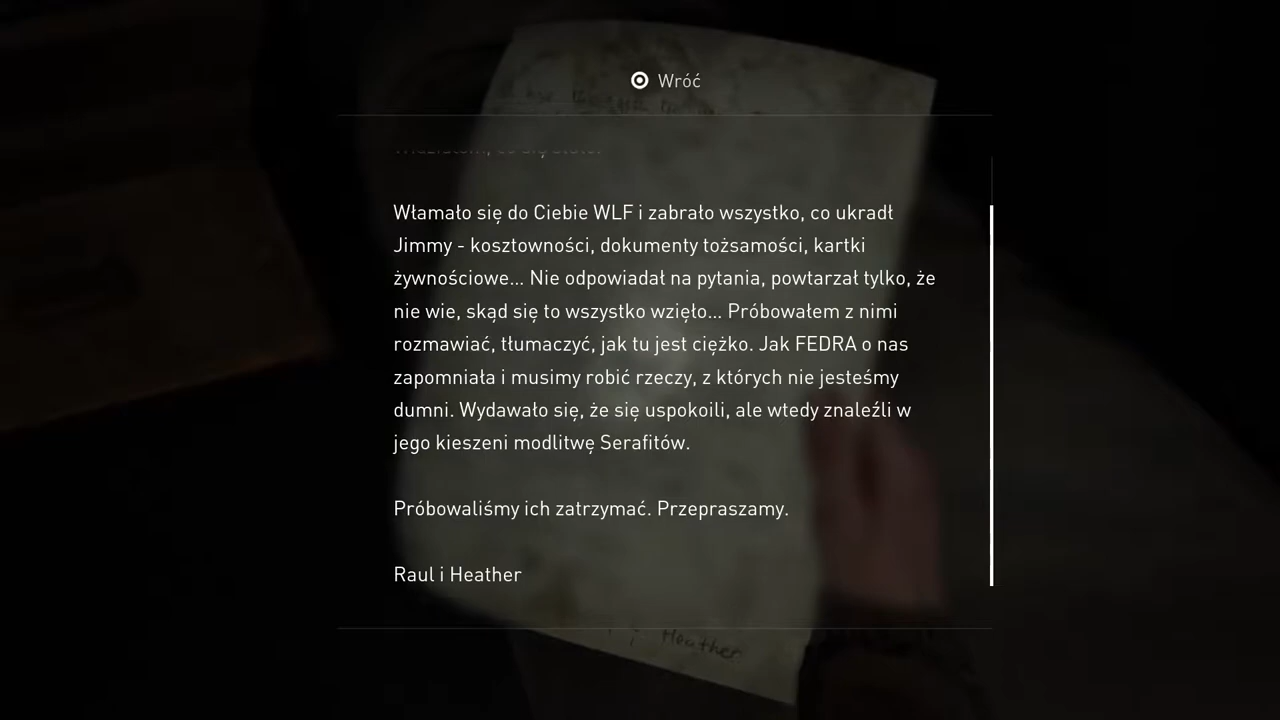 Wróć
Włamało się do Ciebie WLF i zabrało wszystko, co ukradł
Jimmy - kosztowności, dokumenty tożsamości, kartki
żywnościowe... Nie odpowiadał na pytania, powtarzał tylko, że
nie wie, skąd się to wszystko wzięło... Próbowałem z nimi
rozmawiać, tłumaczyć, jak tu jest ciężko. Jak FEDRA o nas
zapomniała i musimy robić rzeczy, z których nie jesteśmy
dumni. Wydawało się, że się uspokoili, ale wtedy znaleźli w
jego kieszeni modlitwę Serafitów.
Próbowaliśmy ich zatrzymać. Przepraszamy.
Raul i Heather
Heather